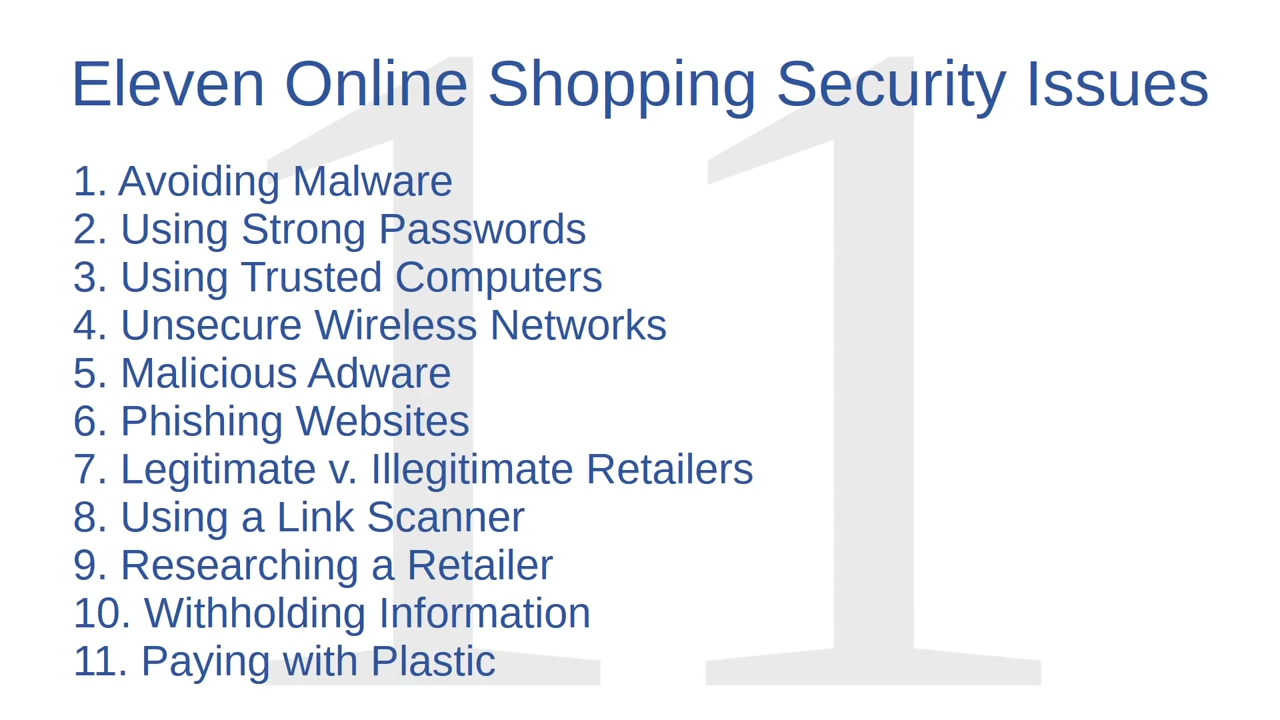 Eleven Online Shopping Security Issues
1. Avoiding Malware
2. Using Strong Passwords
3. Using Trusted Computers
4. Unsecure Wireless Networks
5. Malicious Adware
6. Phishing Websites
7. Legitimate v. Illegitimate Retailers
8. Using a Link Scanner
9. Researching a Retailer
10. Withholding Information
11. Paying with Plastic
11